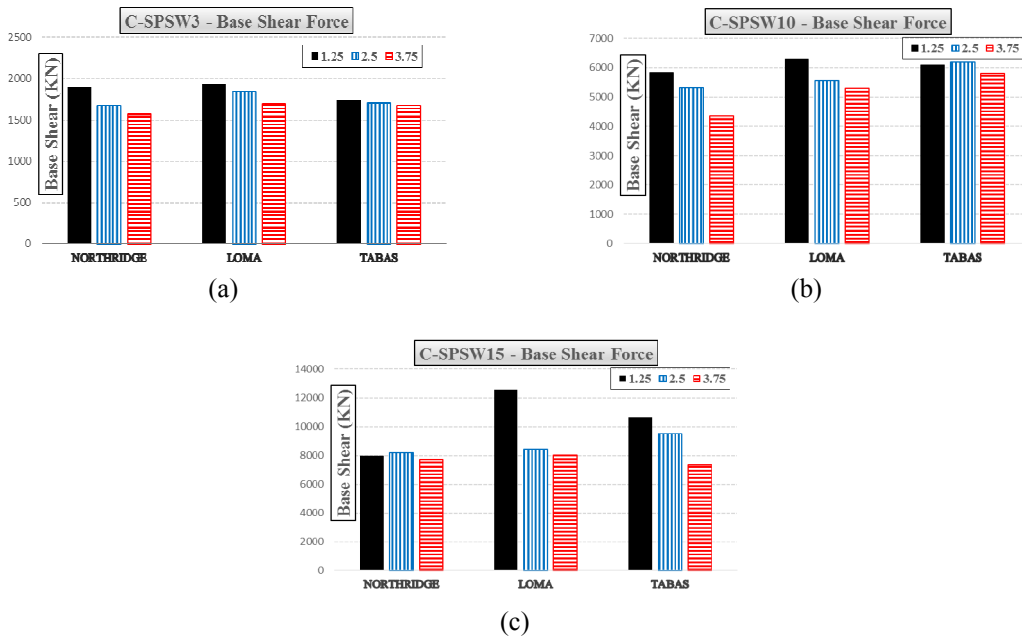 C-SPSW3 - Base Shear Force
2500
2000
1500
1000
500
0
Base Shear (KN)
1.25 2.5 3.75
NORTHRIDGE LOMA TABAS
(a)
C-SPSW10 - Base Shear Force
7000
6000
5000
4000
3000
2000
1000
0
Base Shear (KN)
1.25 2.5 3.75
NORTHRIDGE LOMA TABAS
(b)
C-SPSW15 - Base Shear Force
14000
12000
10000
8000
6000
4000
2000
0
Base Shear (KN)
1.25 2.5 3.75
NORTHRIDGE LOMA TABAS
(c)